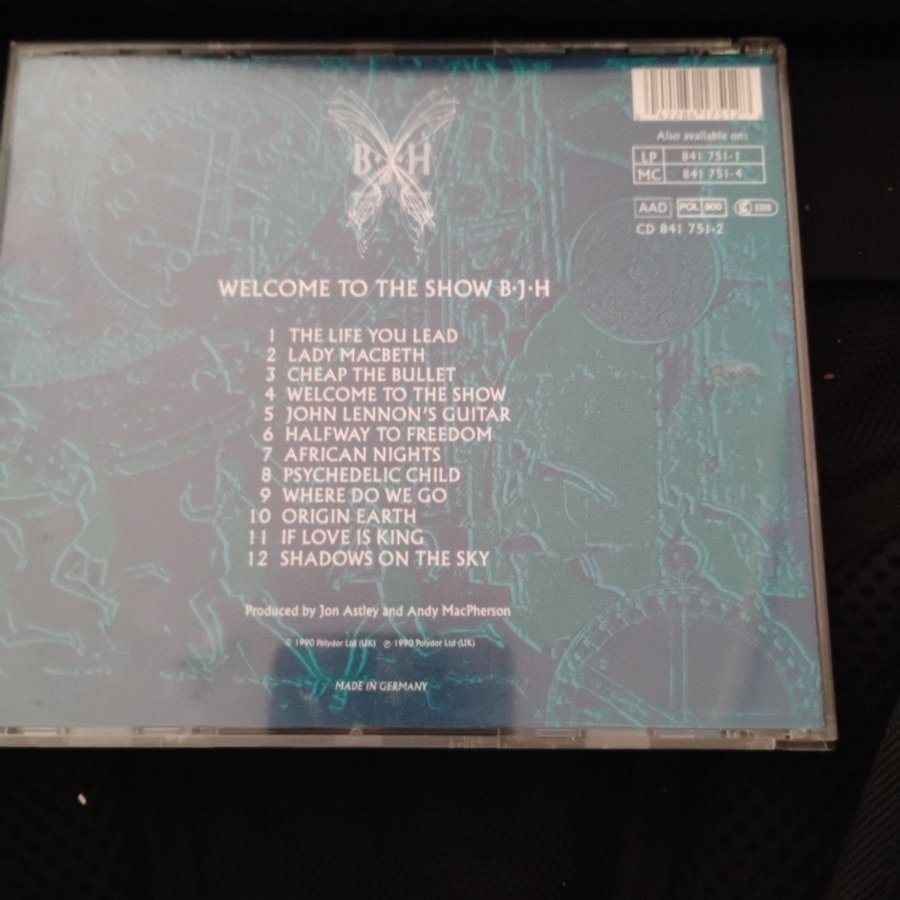 B·J·H
Also available on:
LP 841 751-1
MC 841 751-4
AAD POL 900
CD 841 751-2
WELCOME TO THE SHOW B·J·H
1 THE LIFE YOU LEAD
2 LADY MACBETH
3 CHEAP THE BULLET
4 WELCOME TO THE SHOW
5 JOHN LENNON'S GUITAR
6 HALFWAY TO FREEDOM
7 AFRICAN NIGHTS
8 PSYCHEDELIC CHILD
9 WHERE DO WE GO
10 ORIGIN EARTH
11 IF LOVE IS KING
12 SHADOWS ON THE SKY
Produced by Jon Astley and Andy MacPherson
© 1990 Polydor Ltd (UK) ℗ 1990 Polydor Ltd (UK)
MADE IN GERMANY